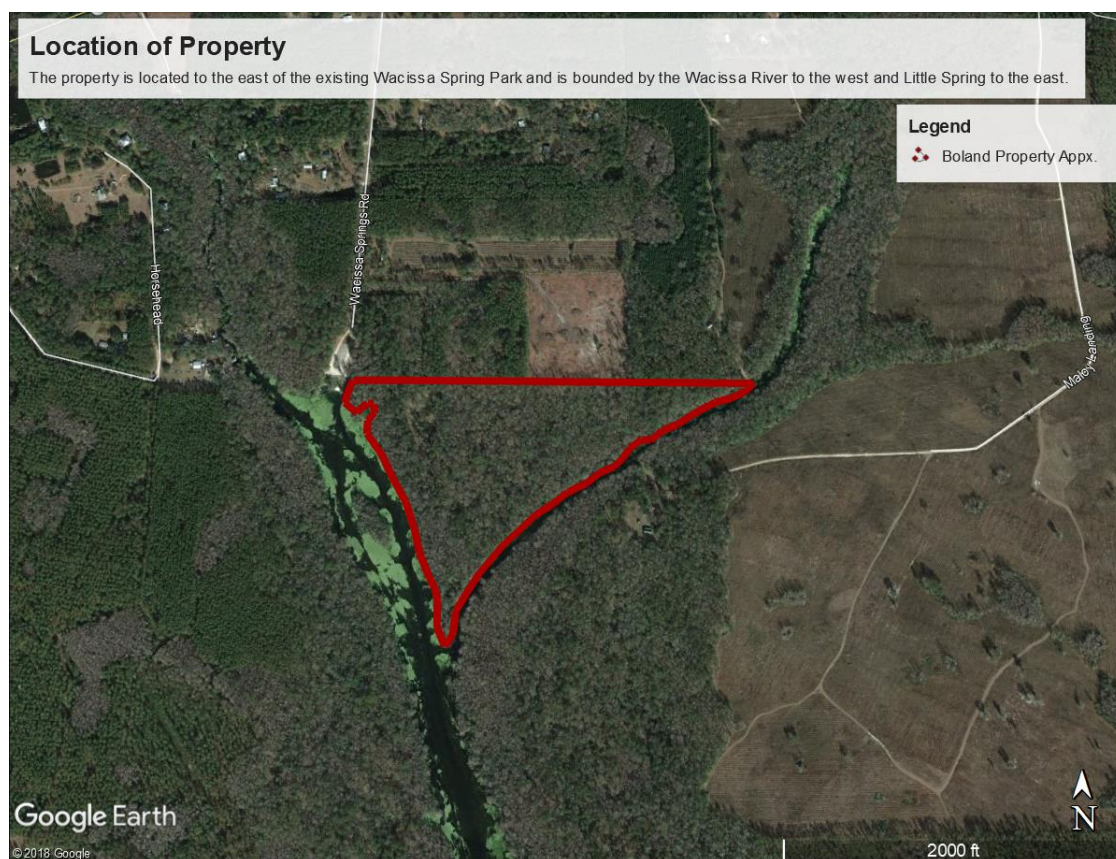 Location of Property
The property is located to the east of the existing Wacissa Spring Park and is bounded by the Wacissa River to the west and Little Spring to the east.
Legend
Boland Property Appx.
Wacissa Springs Rd
Horsehead
Maley Landing
Google Earth
N
© 2018 Google
2000 ft